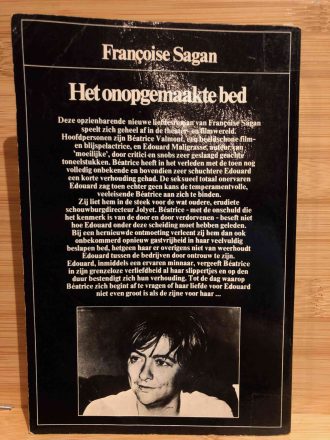 Françoise Sagan
Het onopgemaakte bed
Deze opzienbarende nieuwe liefdesroman van Françoise Sagan
speelt zich geheel af in de theater- en filmwereld.
Hoofdpersonen zijn Béatrice Valmont, een beeldschone film-
en blijspelactrice, en Edouard Maligrasse, auteur van
'moeilijke', door critici en snobs zeer geslaagd geachte
toneelstukken. Béatrice heeft in het verleden met de toen nog
volledig onbekende en bovendien zeer schuchtere Edouard
een korte verhouding gehad. De seksueel totaal onervaren
Edouard zag toen echter geen kans de temperamentvolle,
veeleisende Béatrice aan zich te binden.
Zij liet hem in de steek voor de wat oudere, erudiete
schouwburgdirecteur Jolyet. Béatrice - met de onschuld die
het kenmerk is van de door en door verdorvenen - beseft niet
hoe Edouard onder deze scheiding moet hebben geleden.
Bij een hernieuwde ontmoeting verleent zij hem dan ook
onbekommerd opnieuw gastvrijheid in haar veelvuldig
beslapen bed, hetgeen haar er overigens niet van weerhoudt
Edouard tussen de bedrijven door ontrouw te zijn.
Edouard, inmiddels een ervaren minnaar, vergeeft Béatrice
in zijn grenzeloze verliefdheid al haar slippertjes en op den
duur bestendigt zich hun verhouding. Tot de dag waarop
Béatrice zich begint af te vragen of haar liefde voor Edouard
niet even groot is als de zijne voor haar ...